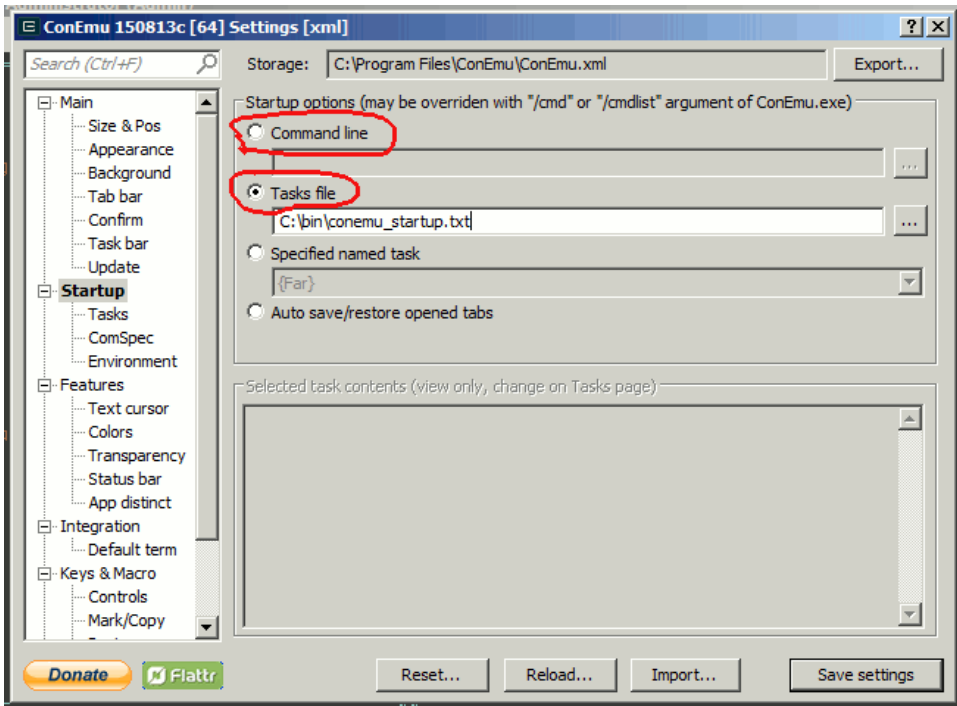 ConEmu 150813c [64] Settings [xml]
Search (Ctrl+F)
Storage:
C:\Program Files\ConEmu\ConEmu.xml
Export...
Main
Size & Pos
Appearance
Background
Tab bar
Confirm
Task bar
Update
Startup
Tasks
ComSpec
Environment
Features
Text cursor
Colors
Transparency
Status bar
App distinct
Integration
Default term
Keys & Macro
Controls
Mark/Copy
Startup options (may be overriden with "/cmd" or "/cmdlist" argument of ConEmu.exe)
Command line
...
Tasks file
C:\bin\conemu_startup.txt
...
Specified named task
{Far}
Auto save/restore opened tabs
Selected task contents (view only, change on Tasks page)
Donate
Flattr
Reset...
Reload...
Import...
Save settings